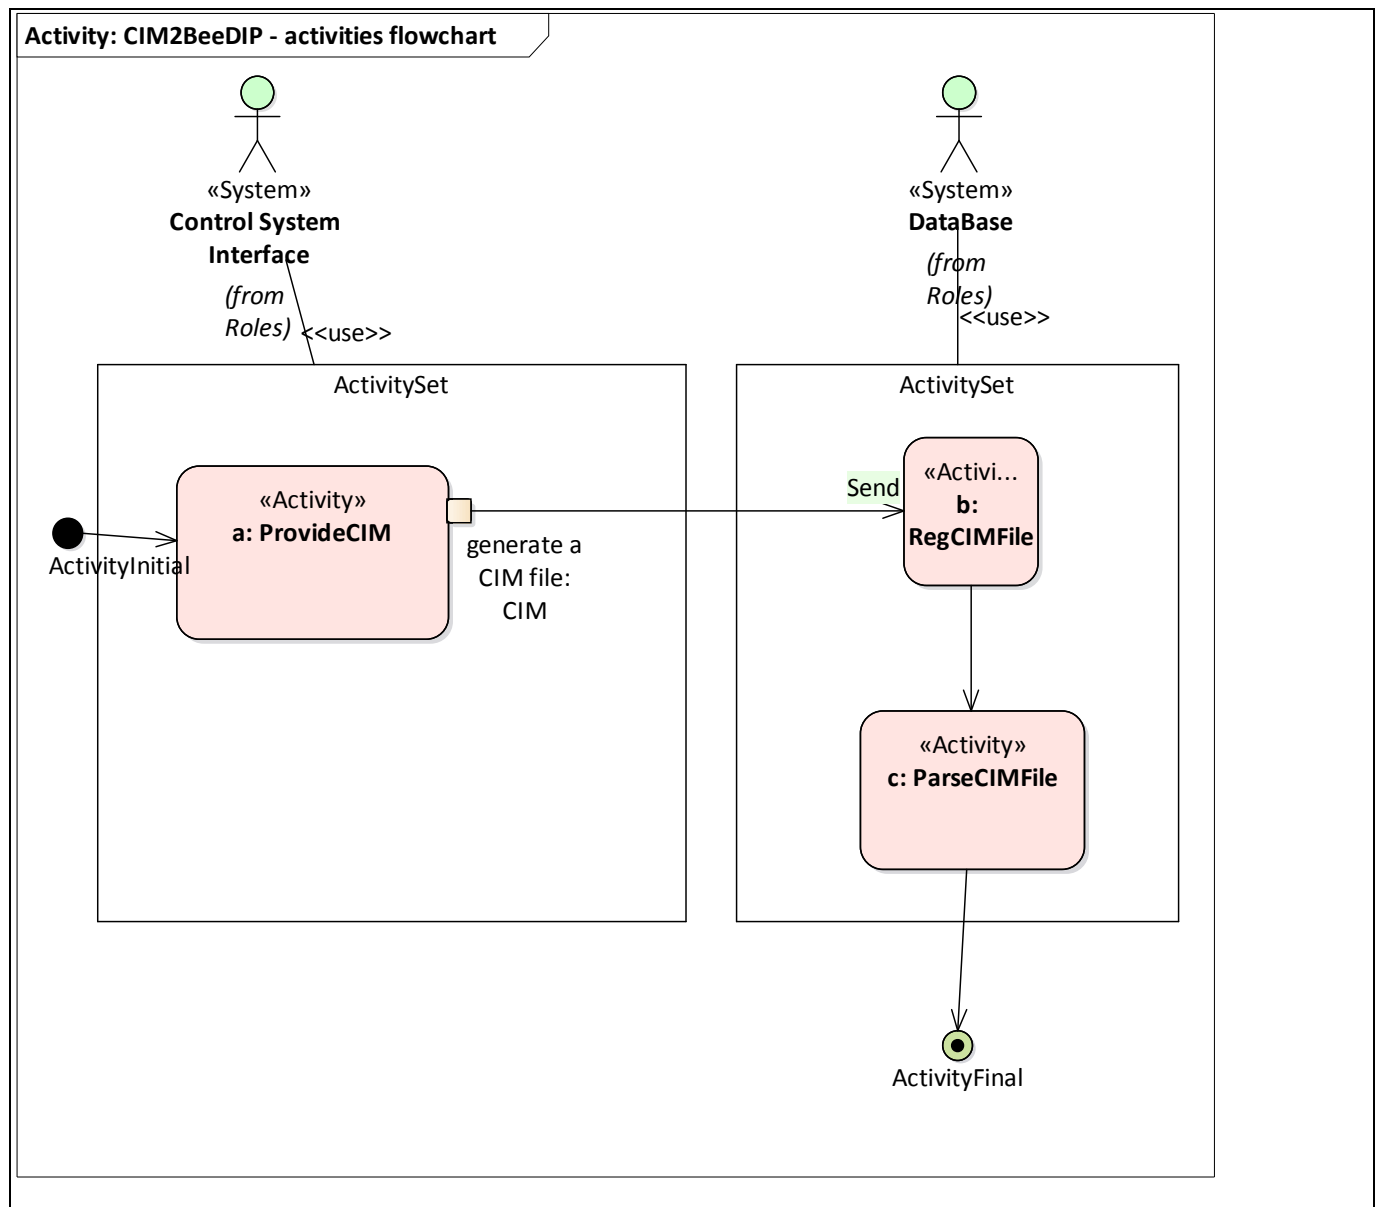 Activity: CIM2BeeDIP - activities flowchart
«System»
Control System
Interface
(from
Roles)
<<use>>
«System»
DataBase
(from
Roles)
<<use>>
ActivitySet
ActivitySet
ActivityInitial
«Activity»
a: ProvideCIM
generate a
CIM file:
CIM
Send
«Activi...
b:
RegCIMFile
«Activity»
c: ParseCIMFile
ActivityFinal